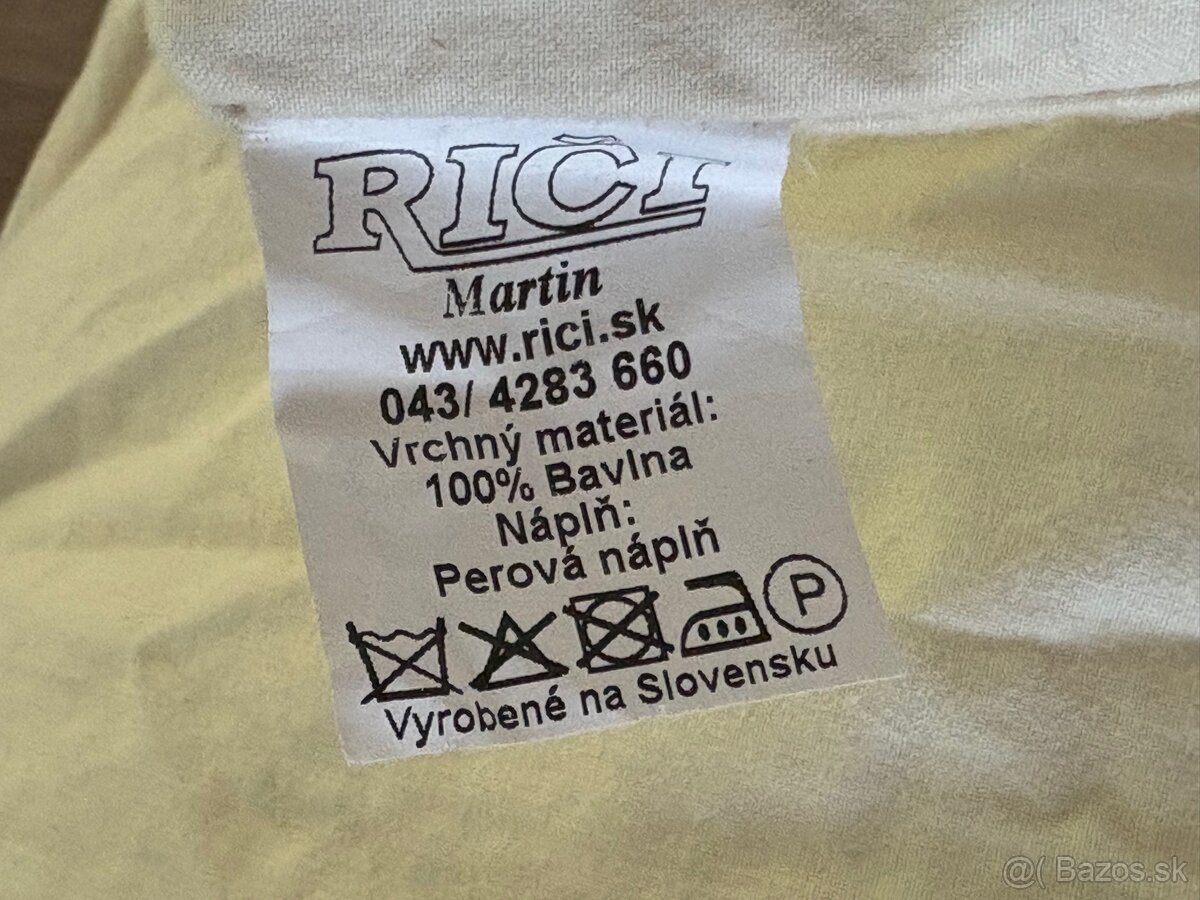 RIČI
Martin
www.rici.sk
043/ 4283 660
Vrchný materiál:
100% Bavlna
Náplň:
Perová náplň
P
Vyrobené na Slovensku
@( Bazos.sk